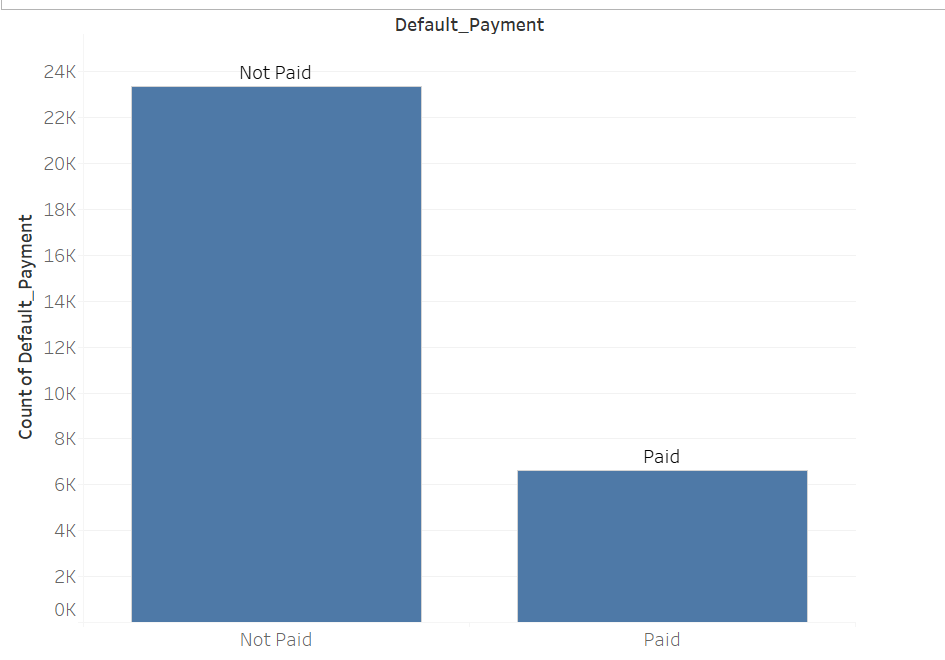 Default_Payment
Count of Default_Payment
24K
22K
20K
18K
16K
14K
12K
10K
8K
6K
4K
2K
0K
Not Paid
Paid
Not Paid
Paid